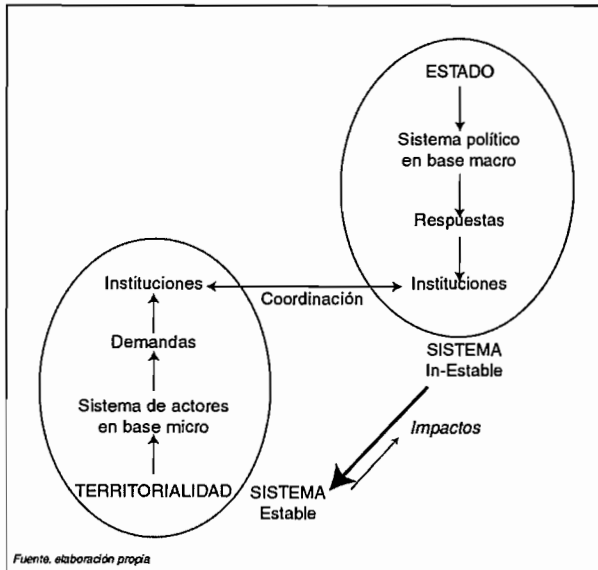 ESTADO
Sistema político
en base macro
Respuestas
Instituciones
Instituciones
Coordinación
Demandas
Sistema de actores
en base micro
TERRITORIALIDAD
SISTEMA
In-Estable
Impactos
SISTEMA
Estable
Fuente. elaboración propia